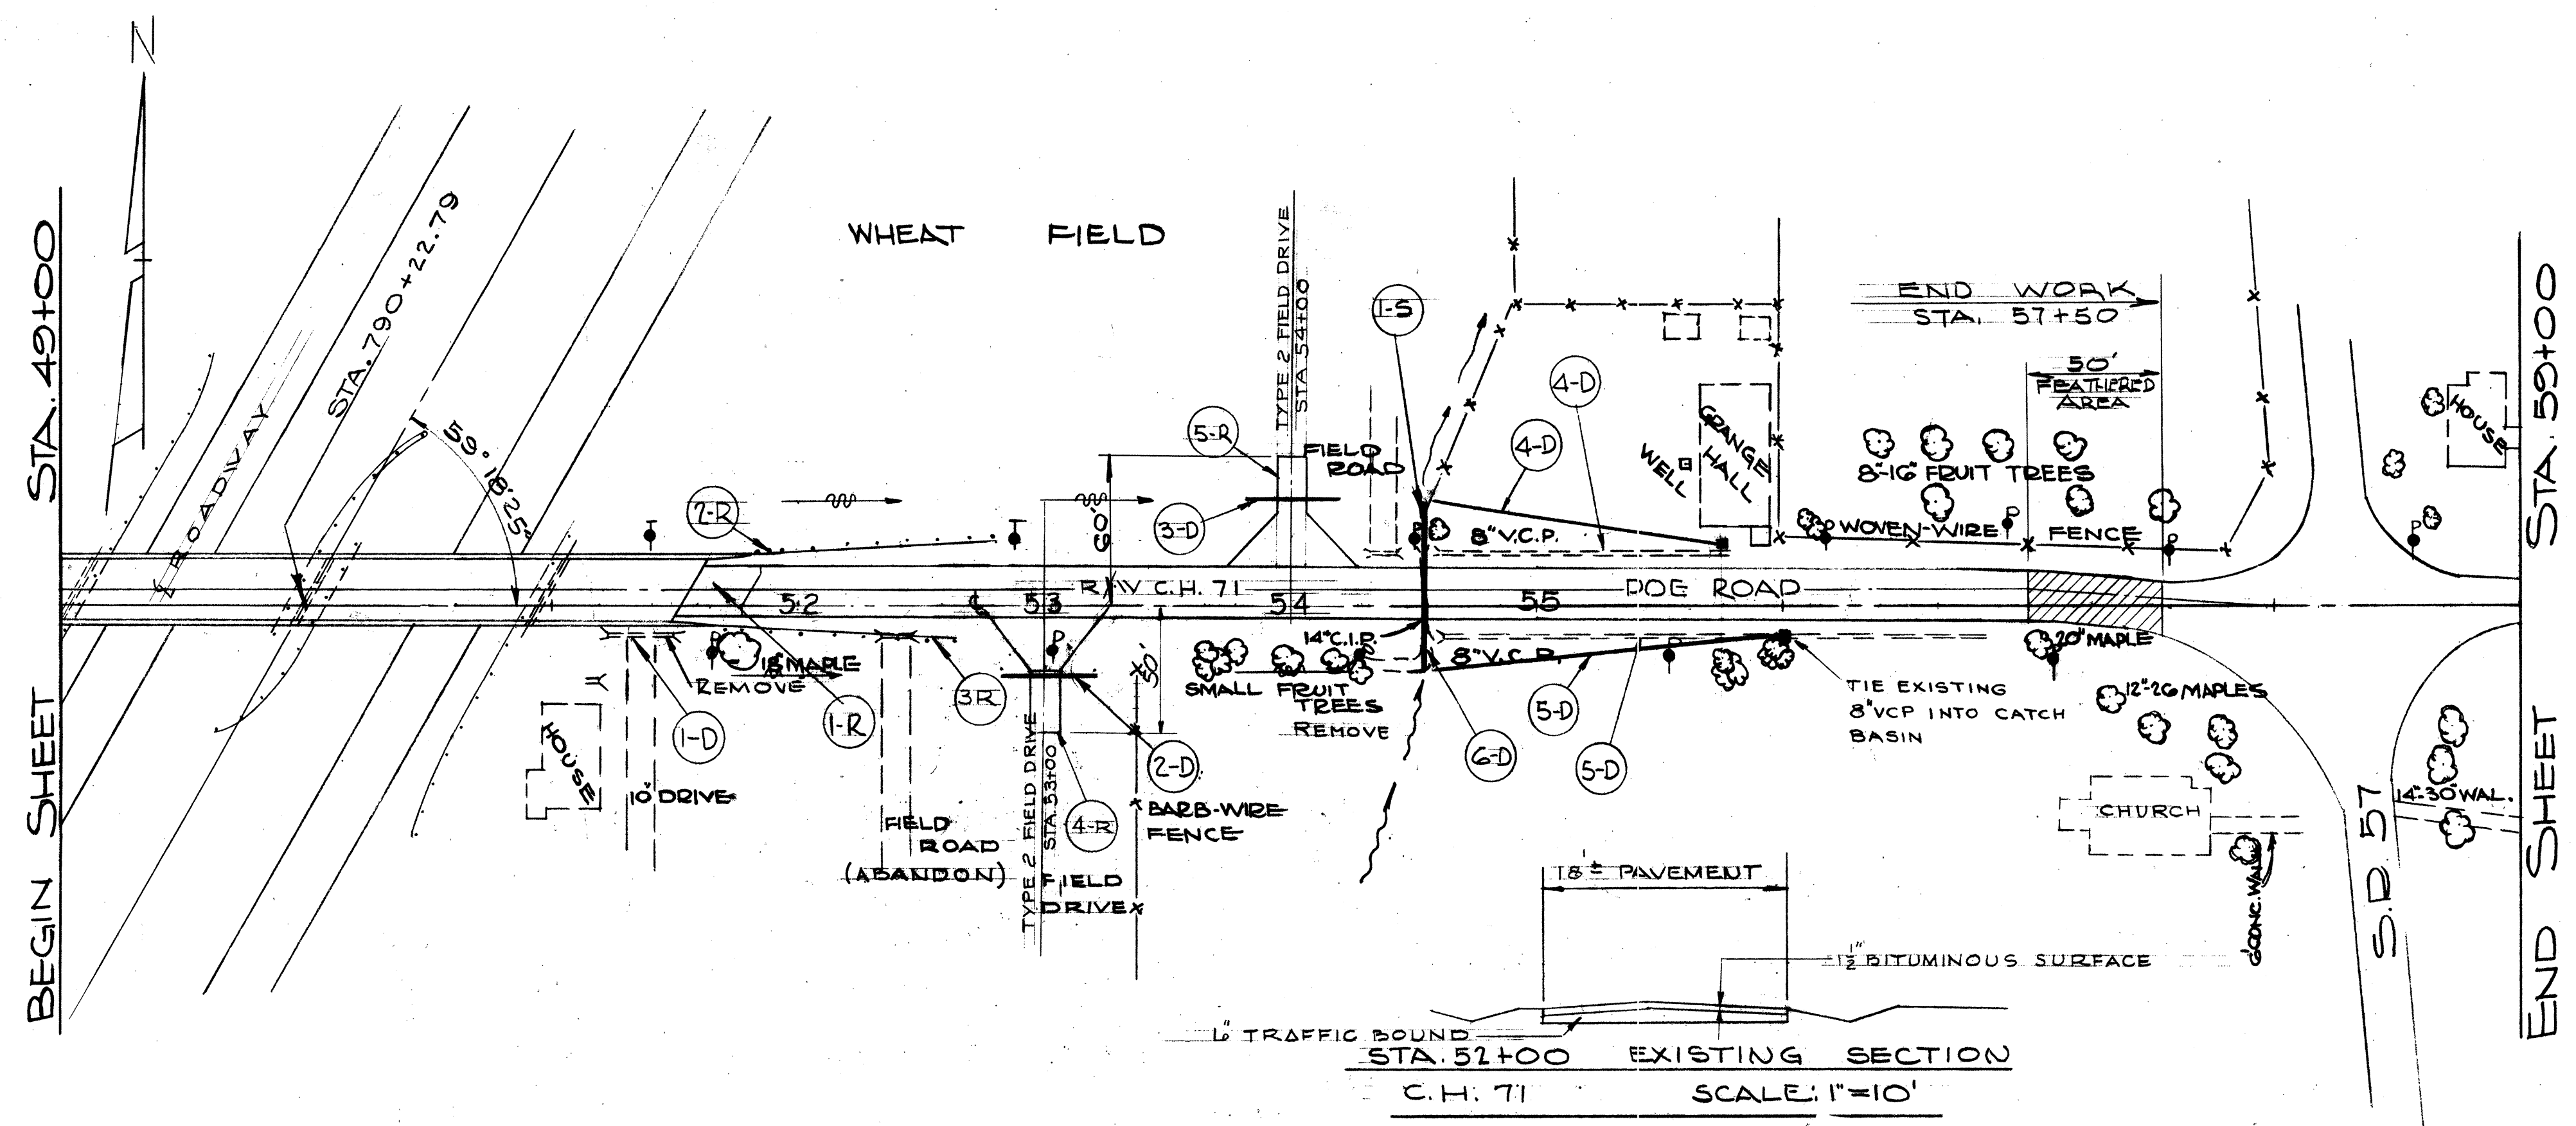 N
STA. 49+00
BEGIN SHEET
℄ ROADWAY
STA. 790+22.79
59°18'25"
WHEAT FIELD
TYPE 2 FIELD DRIVE
STA 54+00
1-S
END WORK
STA. 57+50
50'
FEATHERED
AREA
STA. 59+00
END SHEET
HOUSE
4-D
4-D
5-R
FIELD
ROAD
GRANGE
HALL
WELL
8"-16" FRUIT TREES
2-R
3-D
60'
T
T
P
8" V.C.P.
P
WOVEN-WIRE
P
FENCE
P
P
R/W C.H. 71
DOE ROAD
52
℄
53
54
55
P
18" MAPLE
REMOVE
P
50'
14" C.I.P.
8" V.C.P.
P
20" MAPLE
P
SMALL FRUIT
TREES
REMOVE
TIE EXISTING
8" VCP INTO CATCH
BASIN
12"-26 MAPLES
1-D
1-R
3R
2-D
6-D
5-D
5-D
HOUSE
10' DRIVE
FIELD
ROAD
(ABANDON)
TYPE 2 FIELD DRIVE
STA. 53+00
4-R
BARB-WIRE
FENCE
FIELD
DRIVE
CHURCH
14"-30" WAL.
6' CONC. WALK
S.D. 57
18'± PAVEMENT
1½" BITUMINOUS SURFACE
6" TRAFFIC BOUND
STA. 52+00 EXISTING SECTION
C.H. 71 SCALE: 1"=10'